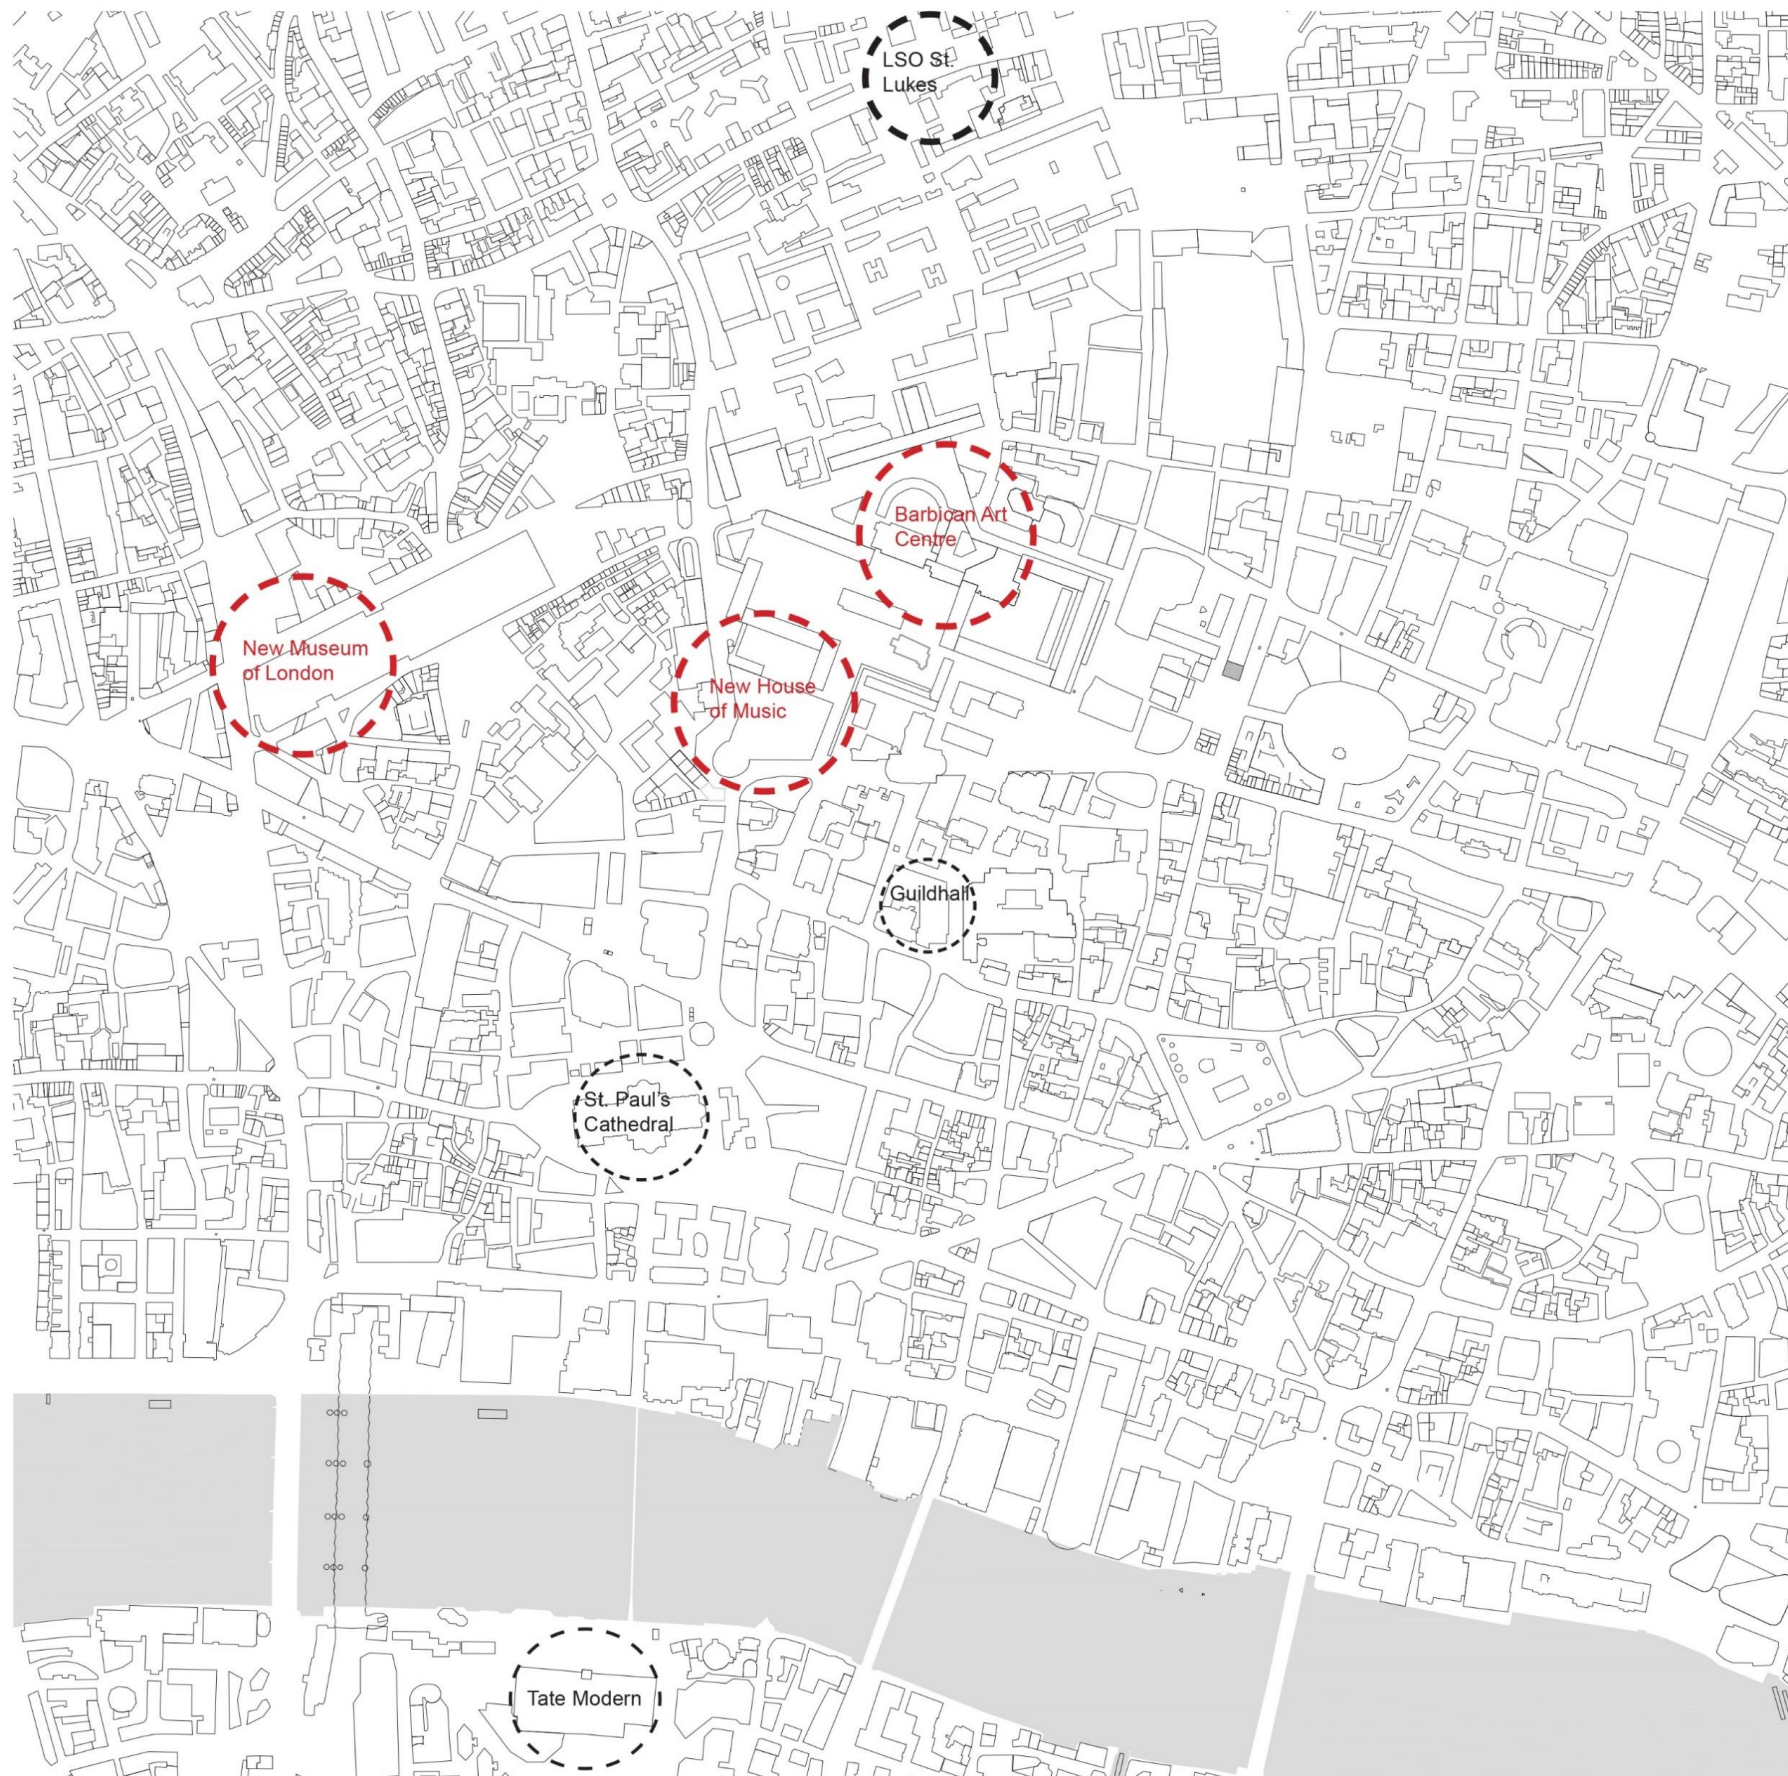 LSO St.
Lukes
Barbican Art
Centre
New Museum
of London
New House
of Music
Guildhall
St. Paul's
Cathedral
Tate Modern